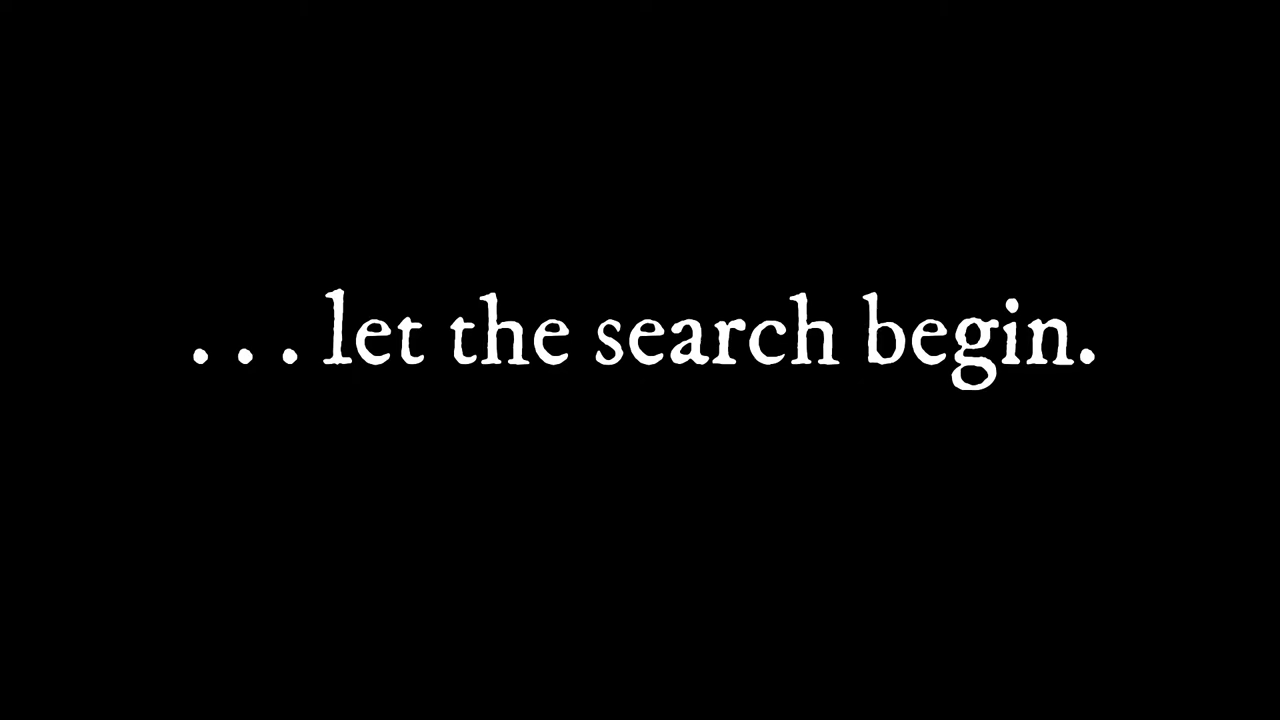 . . . let the search begin.